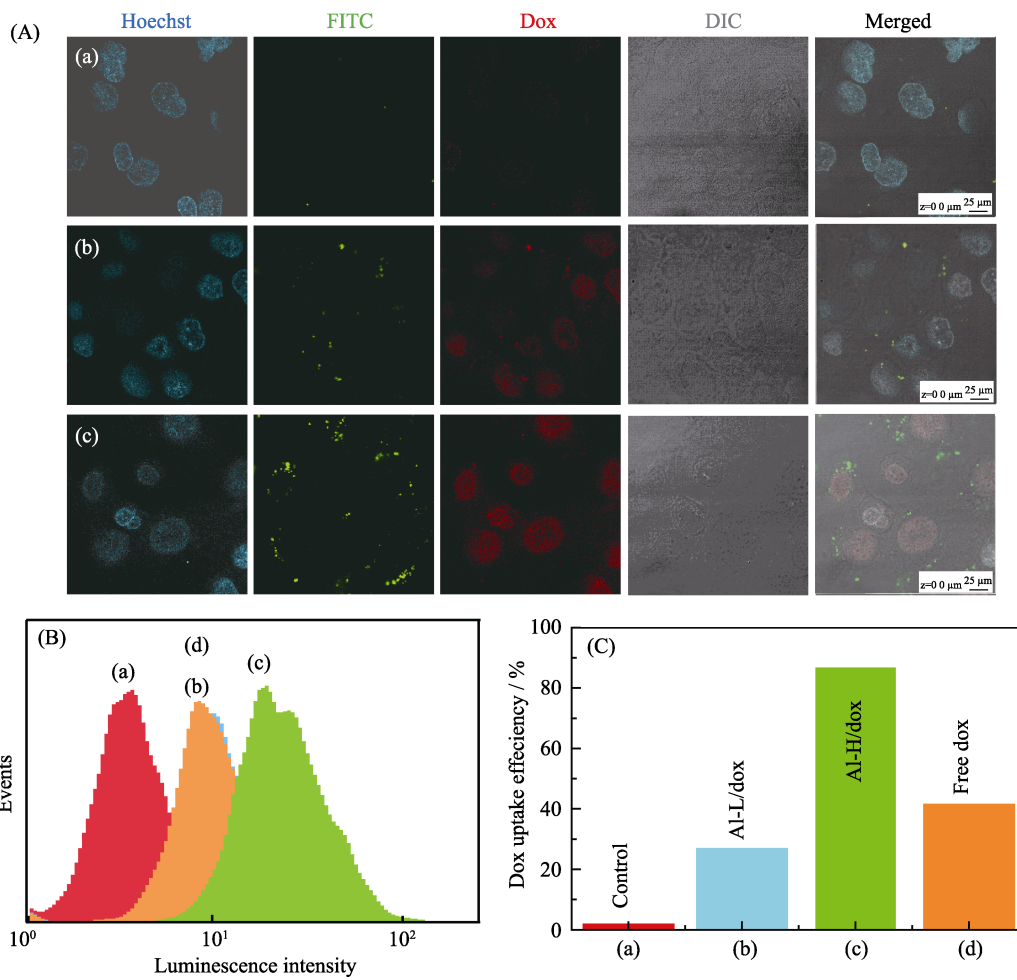 (A)
Hoechst FITC Dox DIC Merged
(a)
z=0 0 μm 25 μm
(b)
z=0 0 μm 25 μm
(c)
z=0 0 μm 25 μm
(B)
(a)
(d)
(b)
(c)
Events
10⁰ 10¹ 10²
Luminescence intensity
(C)
Dox uptake effeciency / %
100
80
60
40
20
0
Control
Al-L/dox
Al-H/dox
Free dox
(a) (b) (c) (d)